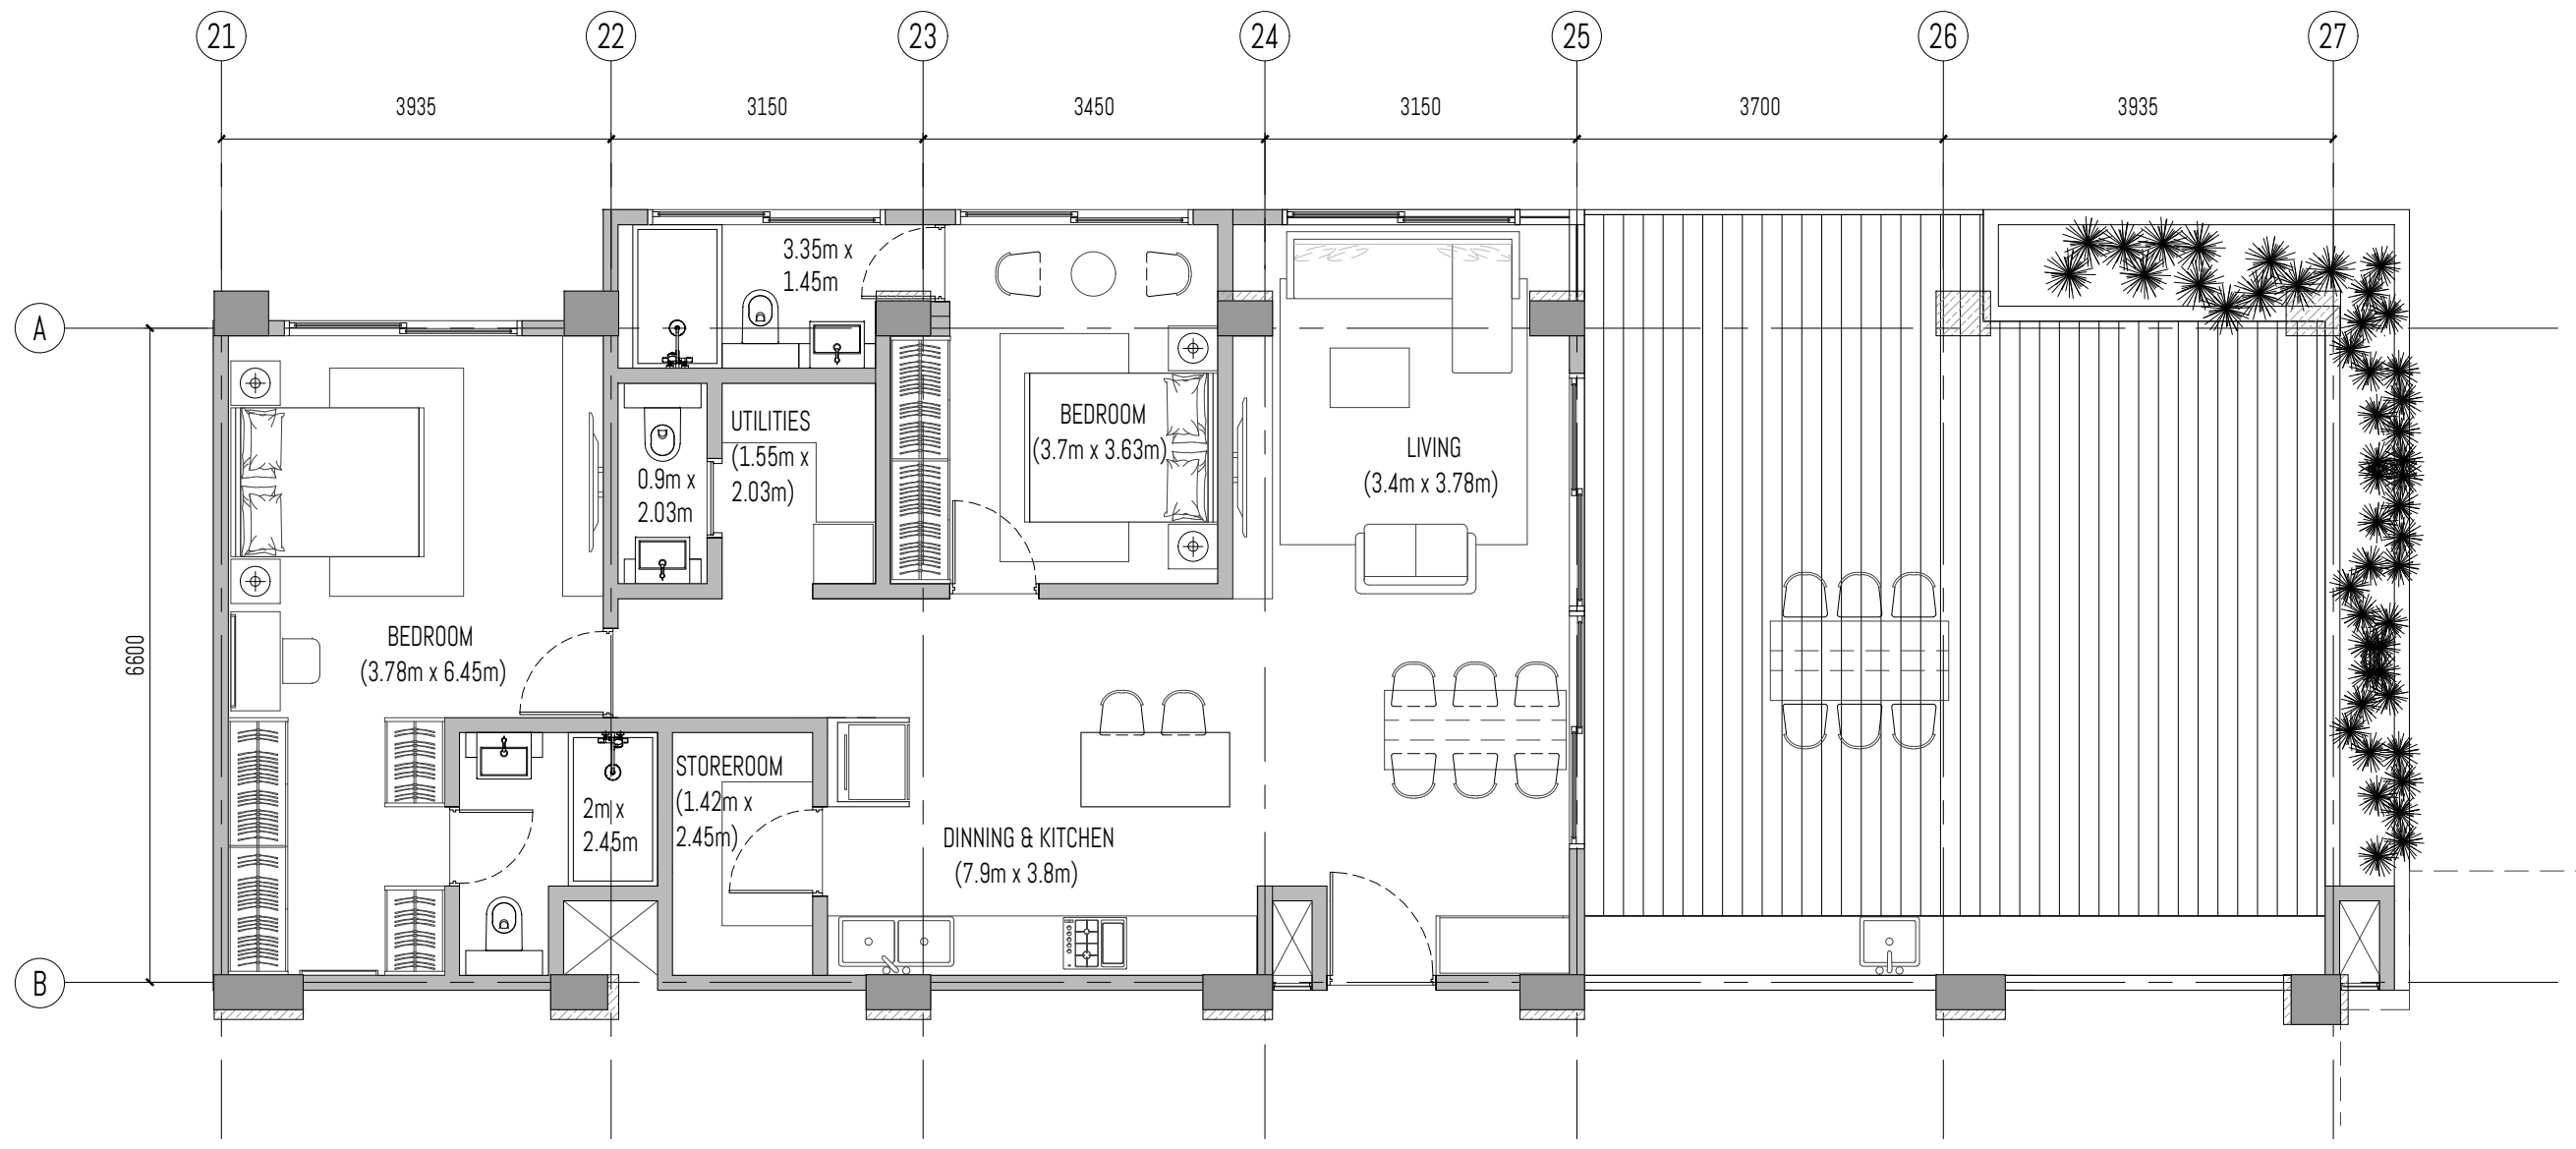 21 22 23 24 25 26 27
3935 3150 3450 3150 3700 3935
3.35m x
1.45m
A
UTILITIES
(1.55m x
2.03m)
BEDROOM
(3.7m x 3.63m)
LIVING
(3.4m x 3.78m)
0.9m x
2.03m
6600
BEDROOM
(3.78m x 6.45m)
STOREROOM
(1.42m x
2.45m)
2m x
2.45m
DINNING & KITCHEN
(7.9m x 3.8m)
B